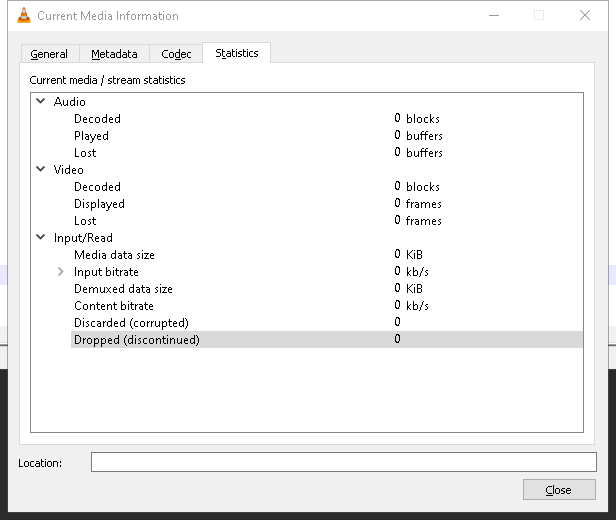 Current Media Information
General Metadata Codec Statistics
Current media / stream statistics
Audio
Decoded 0 blocks
Played 0 buffers
Lost 0 buffers
Video
Decoded 0 blocks
Displayed 0 frames
Lost 0 frames
Input/Read
Media data size 0 KiB
Input bitrate 0 kb/s
Demuxed data size 0 KiB
Content bitrate 0 kb/s
Discarded (corrupted) 0
Dropped (discontinued) 0
Location:
Close